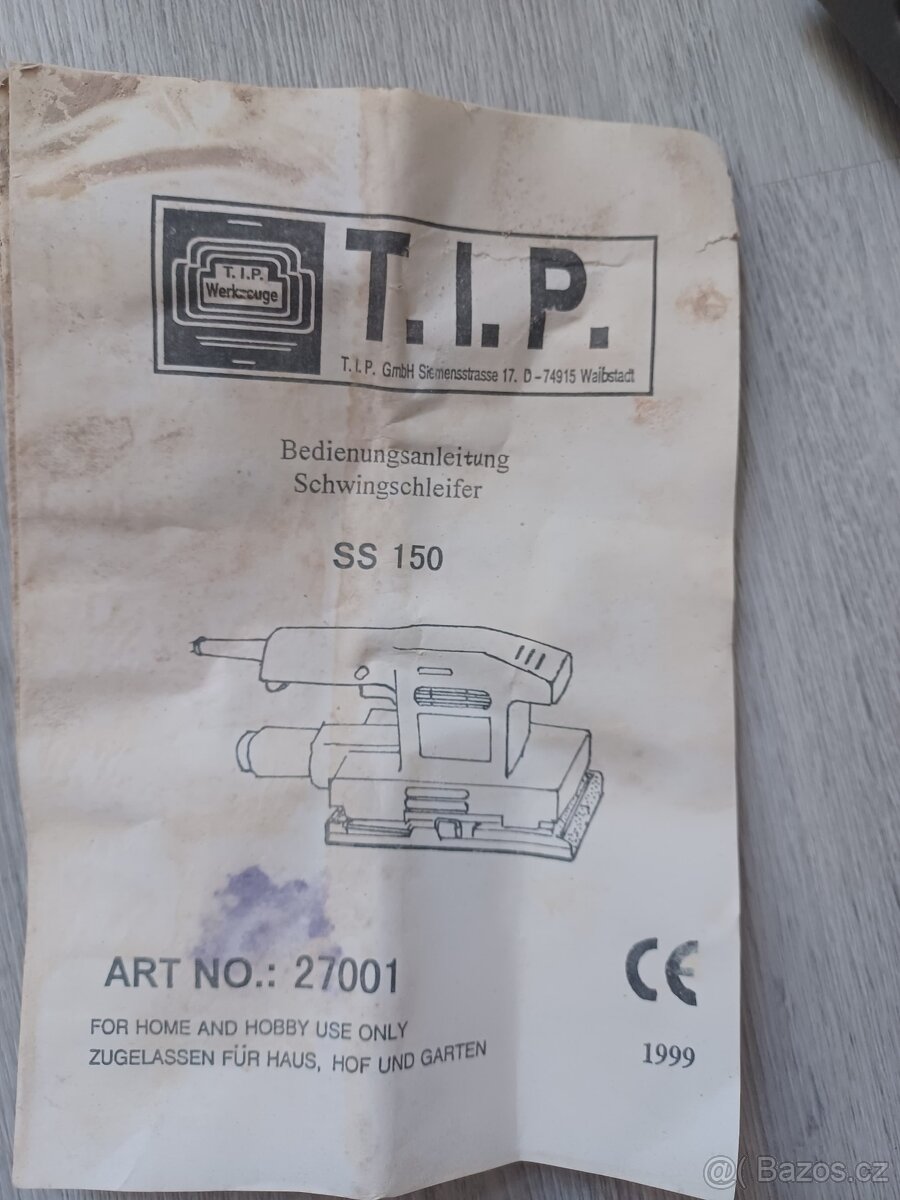 T. I.P.
Werkzeuge
T.I.P.
T. I. P. GmbH Siemensstrasse 17. D-74915 Waibstadt
Bedienungsanleitung
Schwingschleifer
SS 150
ART NO.: 27001
FOR HOME AND HOBBY USE ONLY
ZUGELASSEN FÜR HAUS, HOF UND GARTEN
CE
1999
@( Bazos.cz